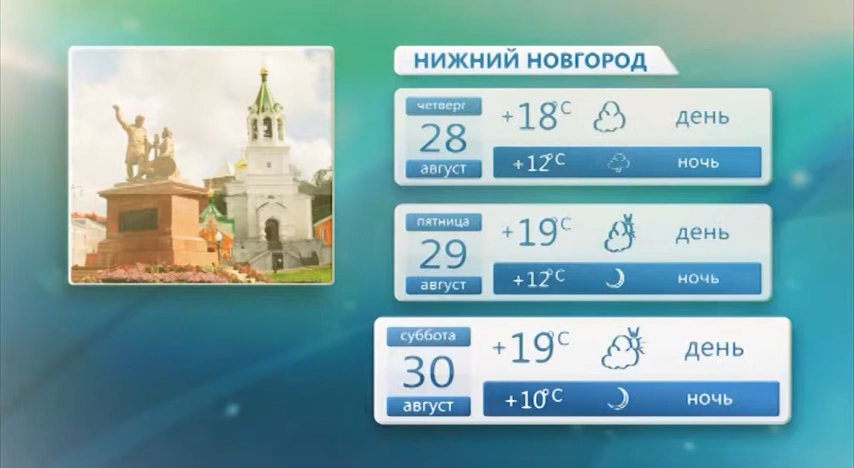 НИЖНИЙ НОВГОРОД
четверг
28
август
+18°C
день
+12°C
ночь
пятница
29
август
+19°C
день
+12°C
ночь
суббота
30
август
+19°C
день
+10°C
ночь